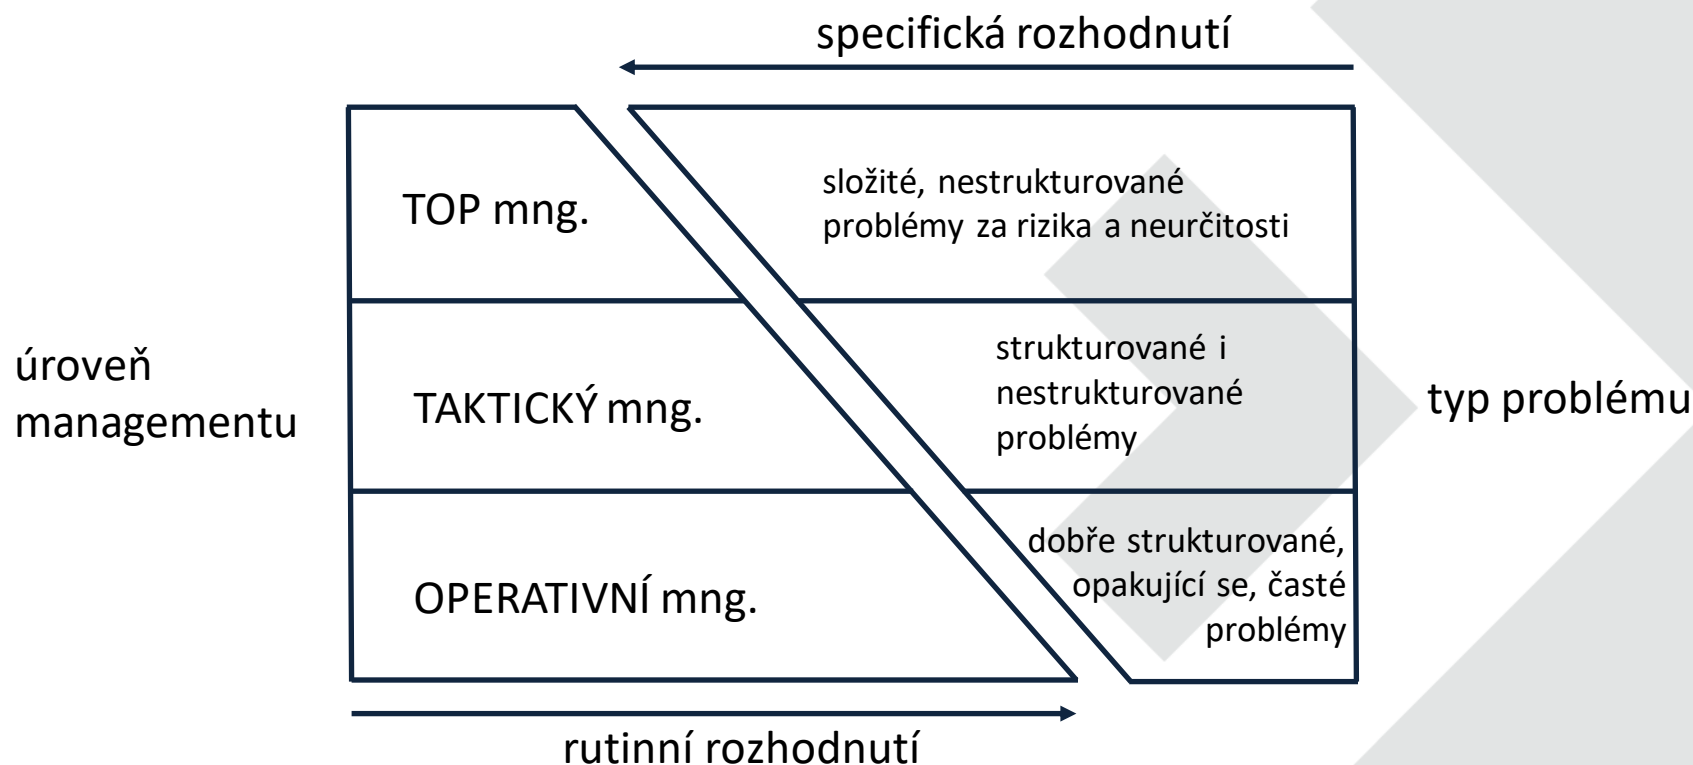 specifická rozhodnutí
TOP mng.
složité, nestrukturované
problémy za rizika a neurčitosti
úroveň
managementu
TAKTICKÝ mng.
strukturované i
nestrukturované
problémy
typ problému
OPERATIVNÍ mng.
dobře strukturované,
opakující se, časté
problémy
rutinní rozhodnutí